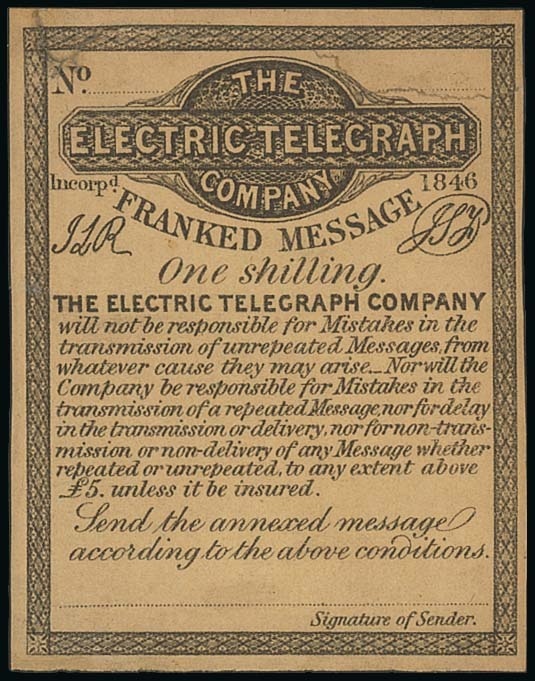 No.
THE
ELECTRIC TELEGRAPH
COMPANY
Incorpd 1846
FRANKED MESSAGE
One shilling.
THE ELECTRIC TELEGRAPH COMPANY
will not be responsible for Mistakes in the
transmission of unrepeated Messages, from
whatever cause they may arise._ Nor will the
Company be responsible for Mistakes in the
transmission of a repeated Message, nor for delay
in the transmission or delivery, nor for non-trans-
mission or non-delivery of any Message whether
repeated or unrepeated, to any extent above
£5. unless it be insured.
Send the annexed message
according to the above conditions.
Signature of Sender.